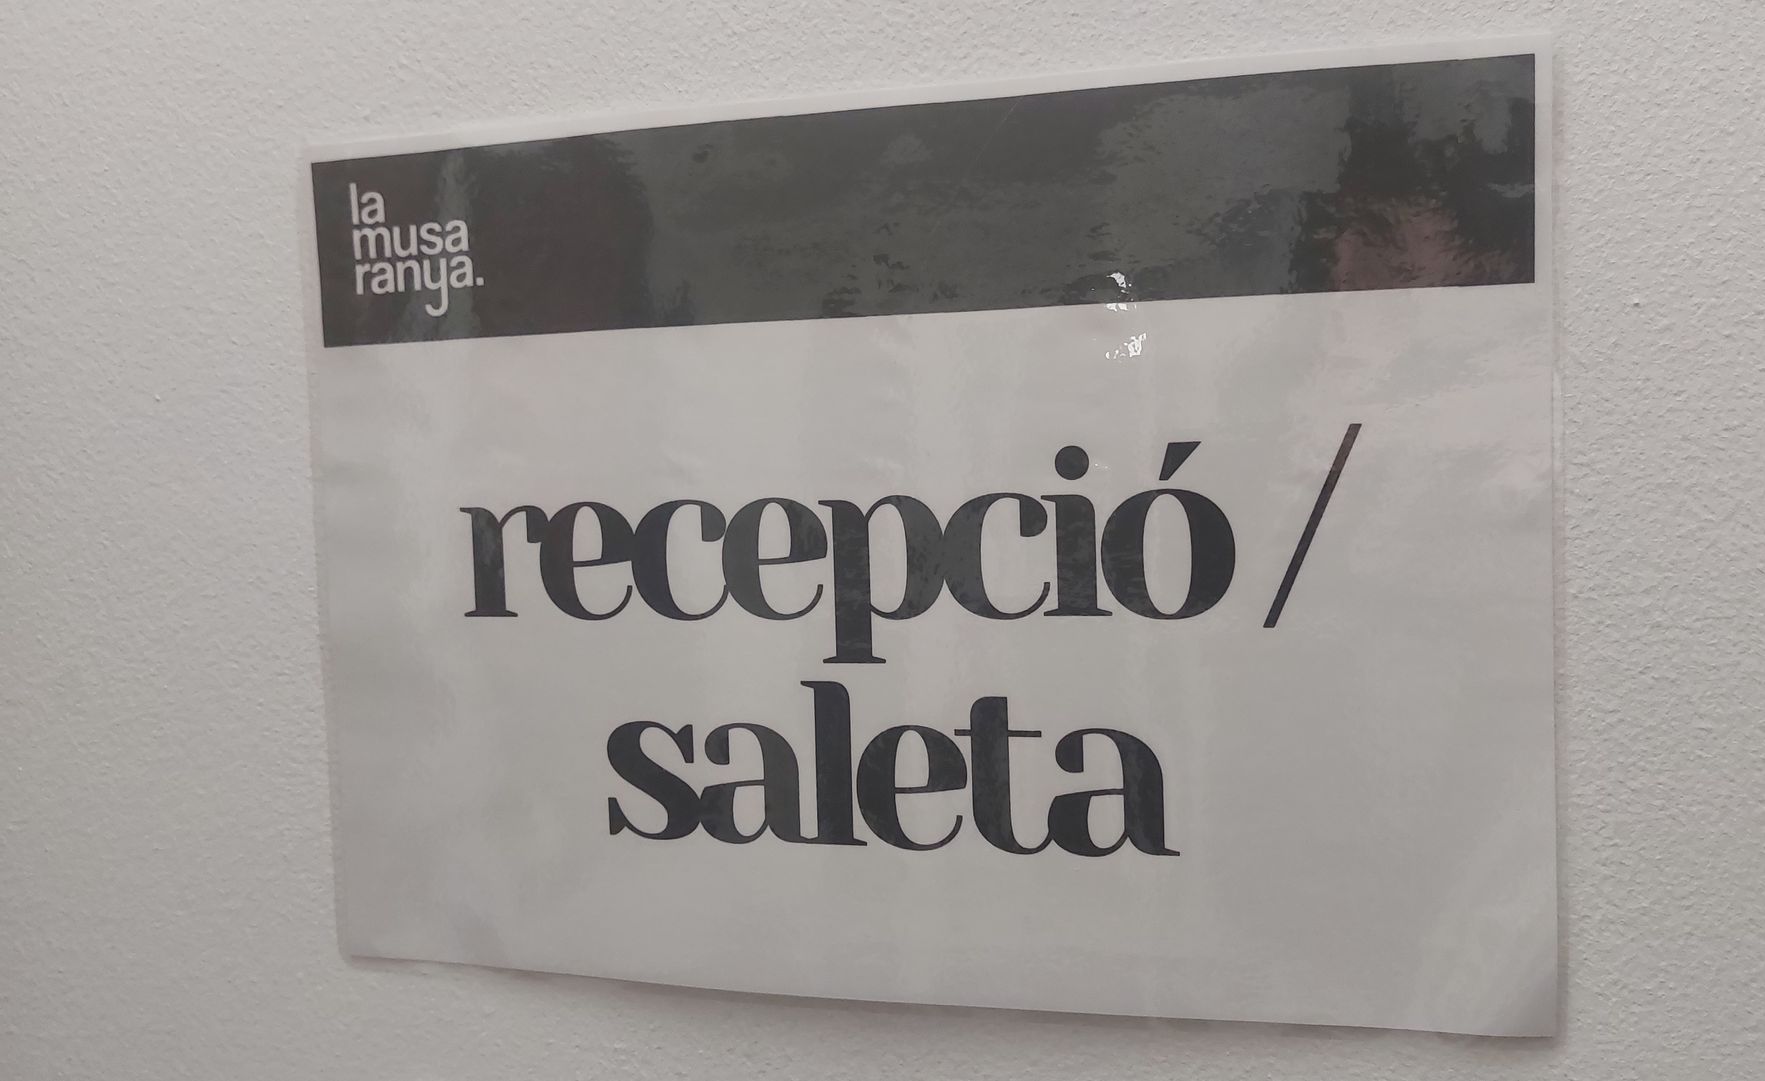 la
musa
ranya.
recepció /
saleta